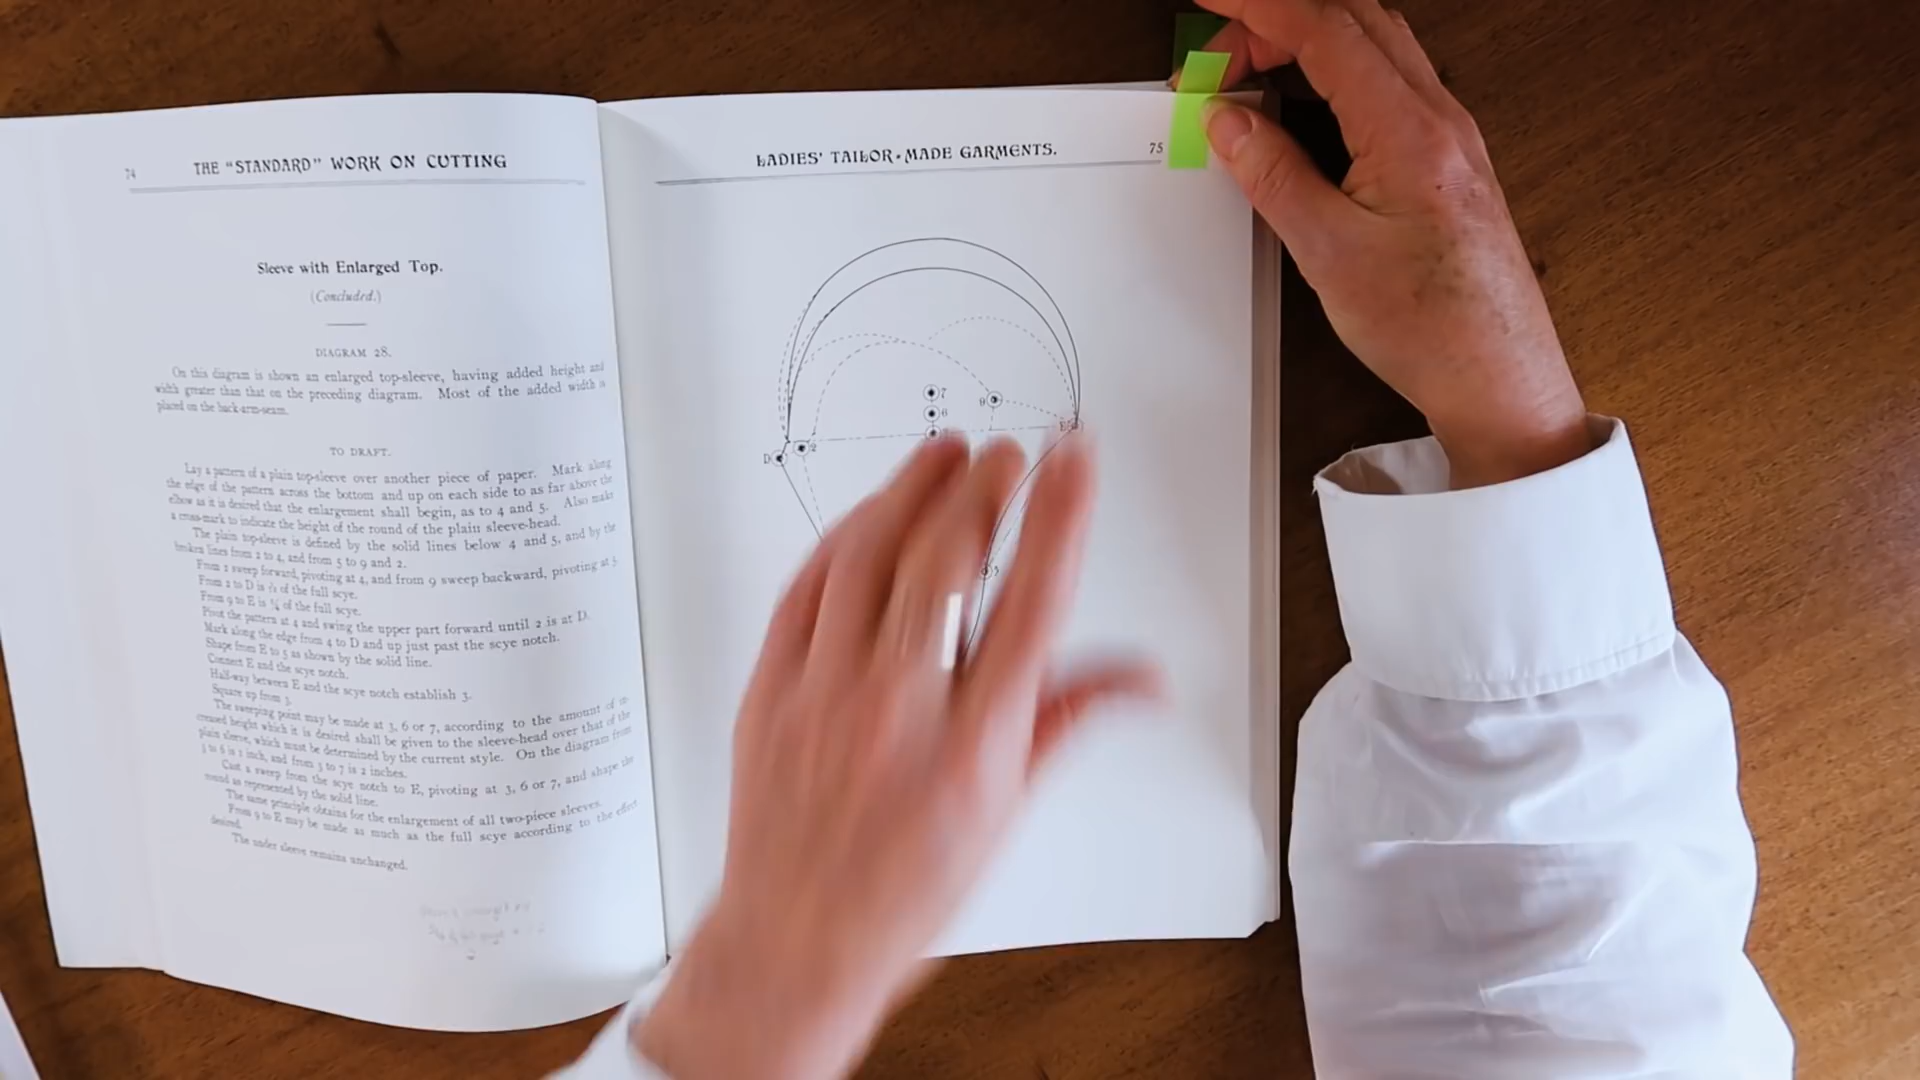 74
THE "STANDARD" WORK ON CUTTING
Sleeve with Enlarged Top.
(Concluded.)
DIAGRAM 28.
On this diagram is shown an enlarged top-sleeve, having added height and
width greater than that on the preceding diagram. Most of the added width is
placed on the back-arm-seam.
TO DRAFT.
Lay a pattern of a plain top-sleeve over another piece of paper. Mark along
the edge of the pattern across the bottom and up on each side to as far above the
elbow as it is desired that the enlargement shall begin, as to 4 and 5. Also make
a cross-mark to indicate the height of the round of the plain sleeve-head.
The plain top-sleeve is defined by the solid lines below 4 and 5, and by the
broken lines from 2 to 4, and from 5 to 9 and 2.
From 2 sweep forward, pivoting at 4, and from 9 sweep backward, pivoting at 5.
From 2 to D is of the full scye.
From 9 to E is ¼ of the full scye.
Pivot the pattern at 4 and swing the upper part forward until 2 is at D.
Mark along the edge from 4 to D and up just past the scye notch.
Shape from E to 5 as shown by the solid line.
Connect E and the scye notch.
Half-way between E and the scye notch establish 3.
Square up from 3.
The sweeping point may be made at 3, 6 or 7, according to the amount of in-
creased height which it is desired shall be given to the sleeve-head over that of the
plain sleeve, which must be determined by the current style. On the diagram from
3 to 6 is 1 inch, and from 3 to 7 is 2 inches.
Cast a sweep from the scye notch to E, pivoting at 3, 6 or 7, and shape the
round as represented by the solid line.
The same principle obtains for the enlargement of all two-piece sleeves.
From 9 to E may be made as much as the full scye according to the effect
desired.
The under sleeve remains unchanged.
LADIES' TAILOR-MADE GARMENTS.
75
7
9
6
E
D
2
5